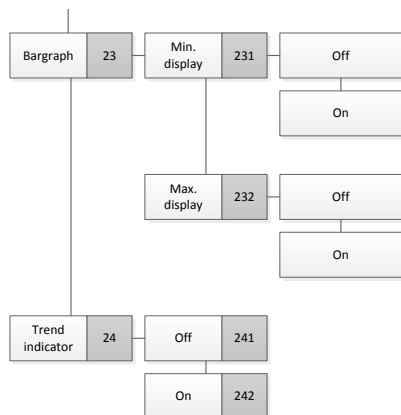 Bargraph 23 Min. display 231 Off
On
Max. display 232 Off
On
Trend indicator 24 Off 241
On 242